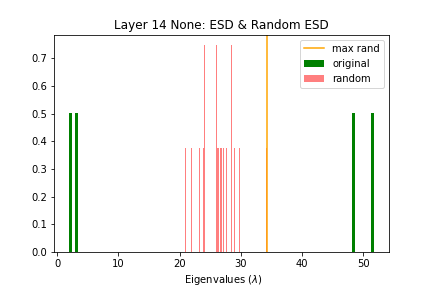 Layer 14 None: ESD & Random ESD
max rand
original
random
0.7
0.6
0.5
0.4
0.3
0.2
0.1
0.0
0 10 20 30 40 50
Eigenvalues (λ)